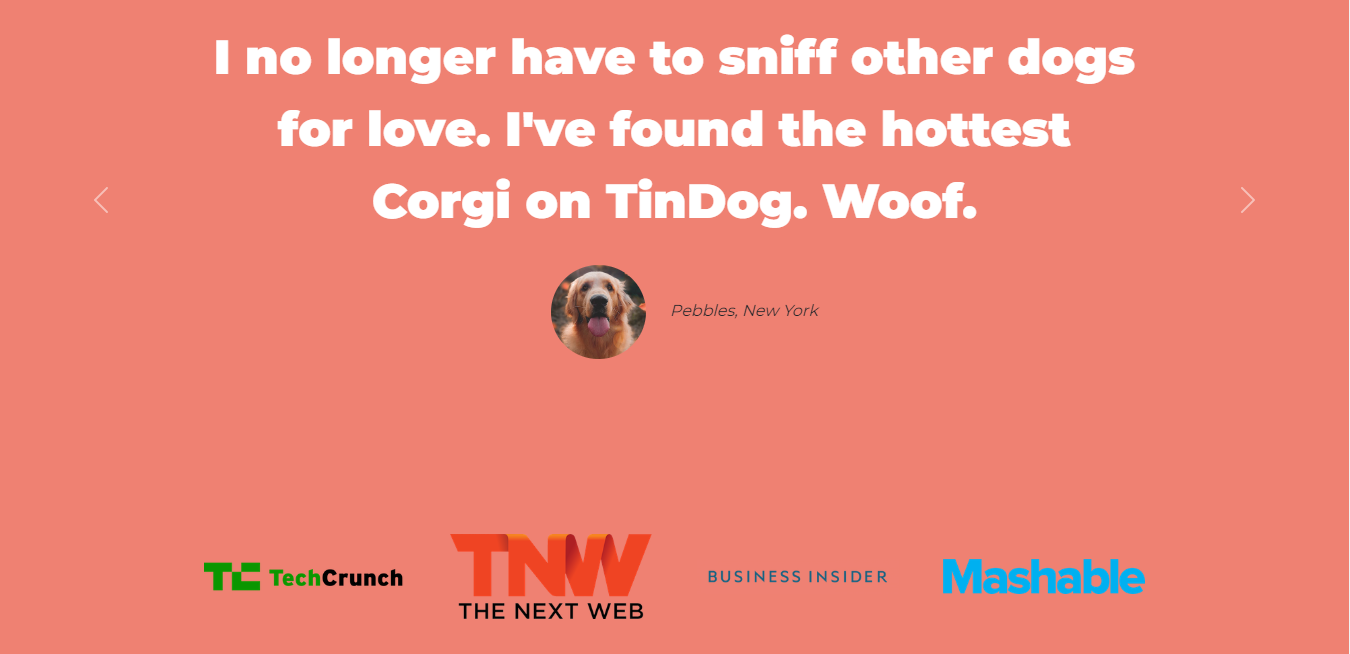 I no longer have to sniff other dogs
for love. I've found the hottest
Corgi on TinDog. Woof.
Pebbles, New York
TC TechCrunch
TNW
THE NEXT WEB
BUSINESS INSIDER
Mashable